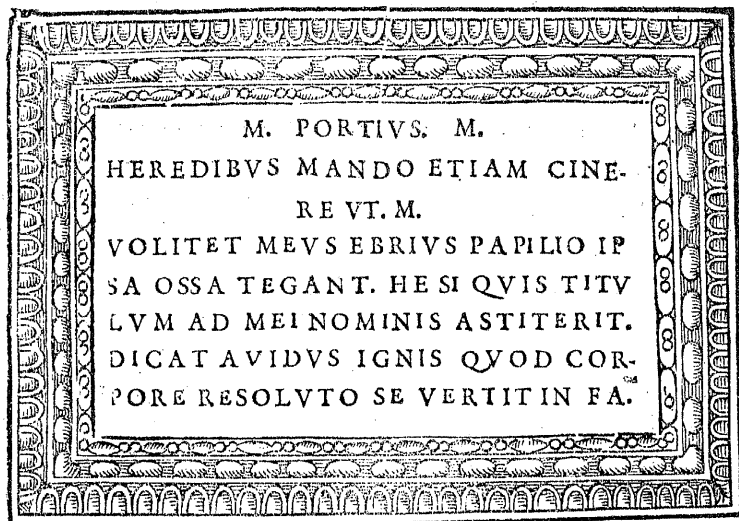 M. PORTIVS. M.
HEREDIBVS MANDO ETIAM CINE-
RE VT. M.
VOLITET MEVS EBRIVS PAPILIO IP
SA OSSA TEGANT. HE SI QVIS TITV
LVM AD MEI NOMINIS ASTITERIT.
DICAT AVIDVS IGNIS QVOD COR-
PORE RESOLVTO SE VERTIT IN FA.